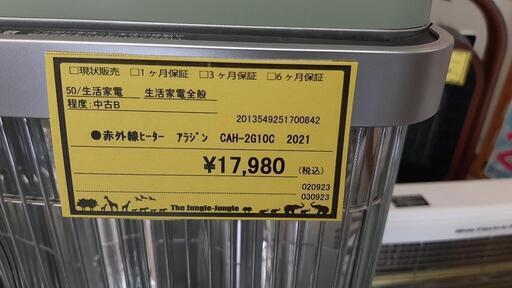 □現状販売 □1ヶ月保証 □3ヶ月保証 □6ヶ月保証
50/生活家電 生活家電全般
程度:中古B
2013549251700842
●赤外線ヒーター アラジン CAH-2G10C 2021
¥17,980 (税込)
020923
030923
The Jungle-Jungle